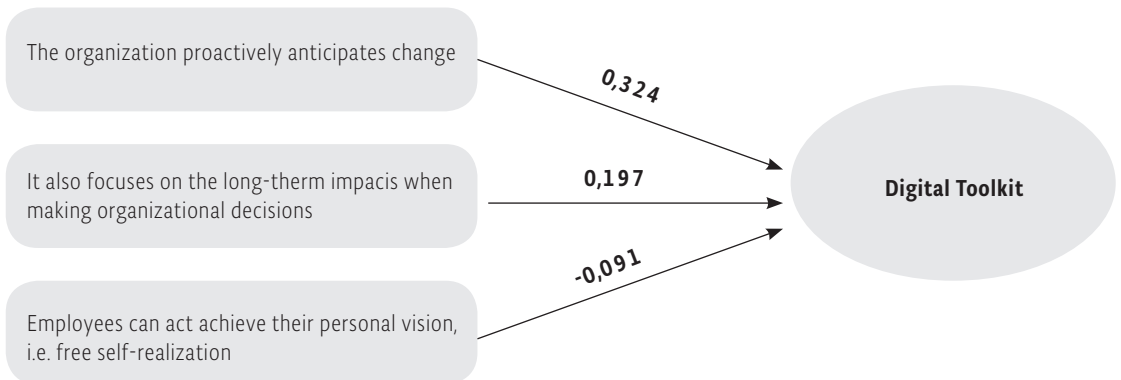 The organization proactively anticipates change
0,324
It also focuses on the long-therm impacis when
making organizational decisions
0,197
Digital Toolkit
-0,091
Employees can act achieve their personal vision,
i.e. free self-realization